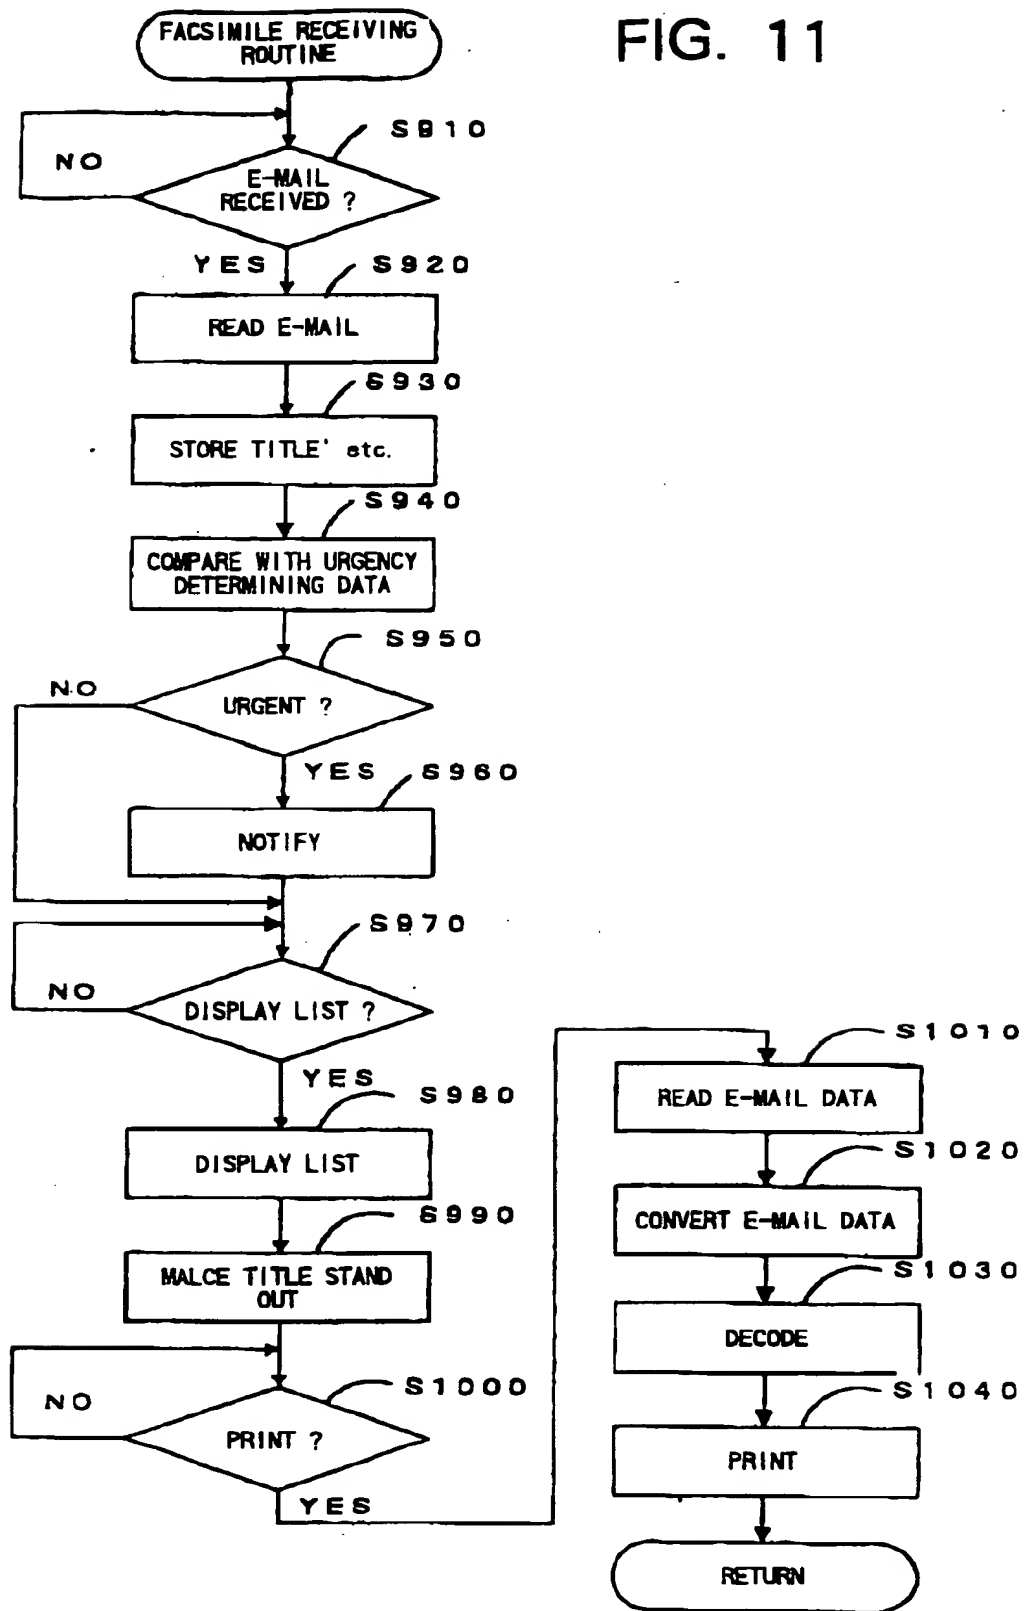 FIG. 11
FACSIMILE RECEIVING
ROUTINE
S910
NO
E-MAIL
RECEIVED ?
YES
S920
READ E-MAIL
S930
STORE TITLE' etc.
S940
COMPARE WITH URGENCY
DETERMINING DATA
S950
NO
URGENT ?
YES
S960
NOTIFY
S970
NO
DISPLAY LIST ?
YES
S980
DISPLAY LIST
S990
MALCE TITLE STAND
OUT
S1000
NO
PRINT ?
YES
S1010
READ E-MAIL DATA
S1020
CONVERT E-MAIL DATA
S1030
DECODE
S1040
PRINT
RETURN